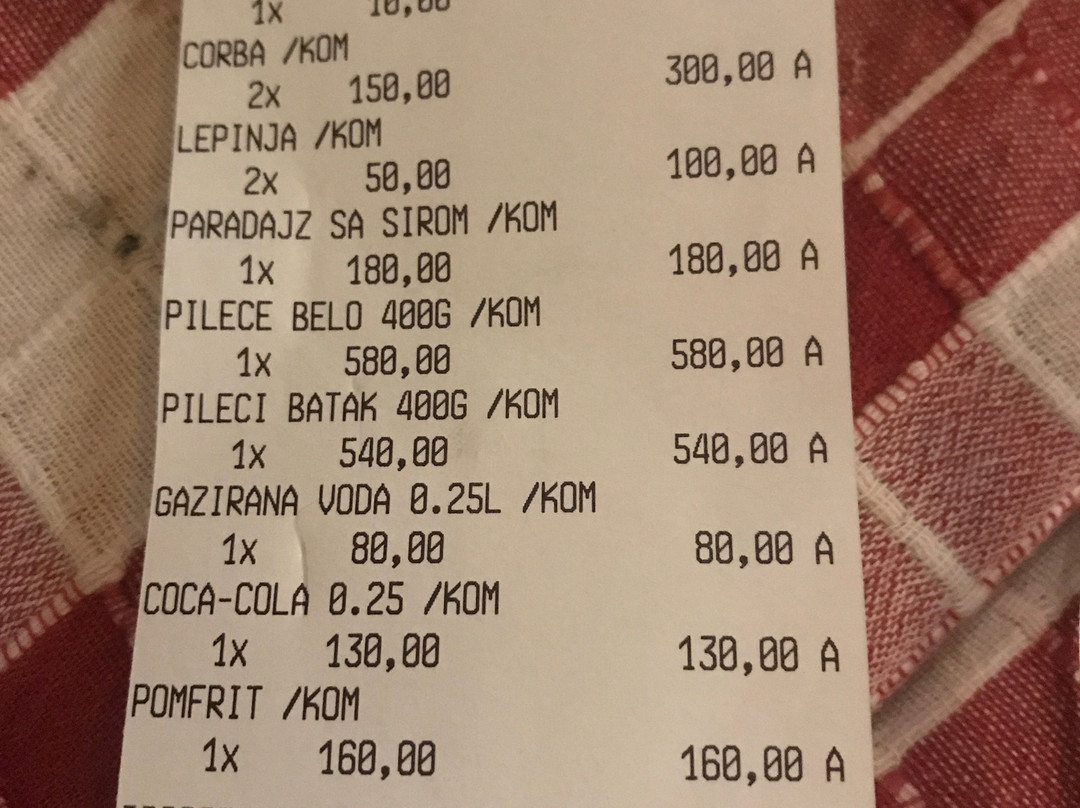 1x 10,00
CORBA /KOM
2x 150,00 300,00 A
LEPINJA /KOM
2x 50,00 100,00 A
PARADAJZ SA SIROM /KOM
1x 180,00 180,00 A
PILECE BELO 400G /KOM
1x 580,00 580,00 A
PILECI BATAK 400G /KOM
1x 540,00 540,00 A
GAZIRANA VODA 0.25L /KOM
1x 80,00 80,00 A
COCA-COLA 0.25 /KOM
1x 130,00 130,00 A
POMFRIT /KOM
1x 160,00 160,00 A